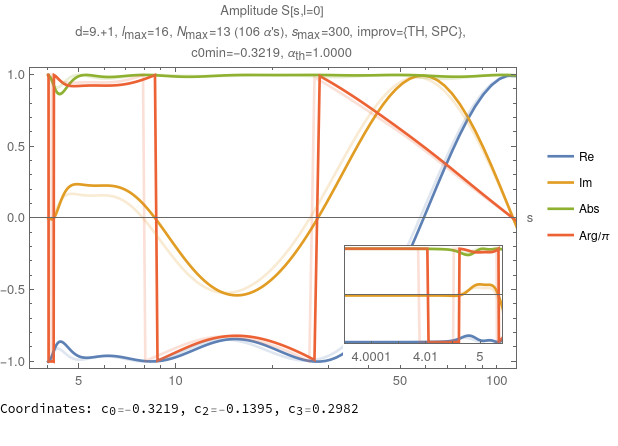 Amplitude S[s,l=0]
d=9.+1, lmax=16, Nmax=13 (106 α's), smax=300, improv={TH, SPC},
c0min=-0.3219, αth=1.0000
1.0
0.5
0.0
-0.5
-1.0
5
10
50
100
s
4.0001
4.01
5
Re
Im
Abs
Arg/π
Coordinates: c0=-0.3219, c2=-0.1395, c3=0.2982